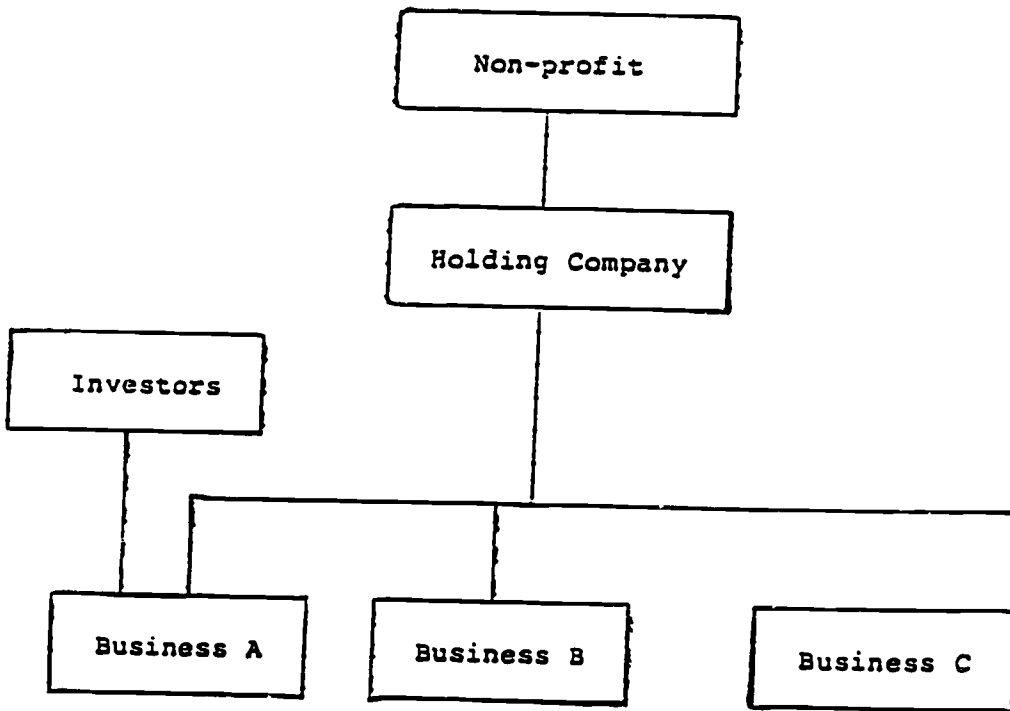 Non-profit
Holding Company
Investors
Business A
Business B
Business C